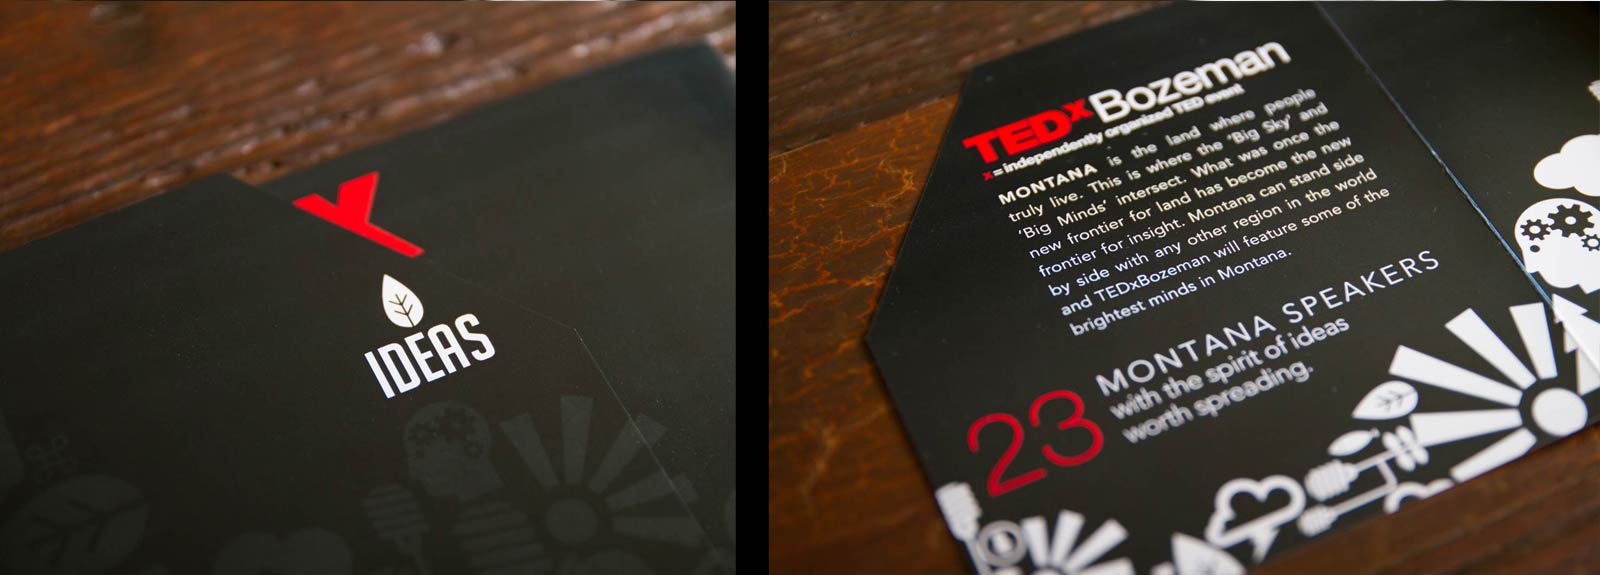 X
IDEAS
TEDxBozeman
x = independently organized TED event
MONTANA is the land where people
truly live. This is where the 'Big Sky' and
'Big Minds' intersect. What was once the
new frontier for land has become the new
frontier for insight. Montana can stand side
by side with any other region in the world
and TEDxBozeman will feature some of the
brightest minds in Montana.
23 MONTANA SPEAKERS
with the spirit of ideas
worth spreading.